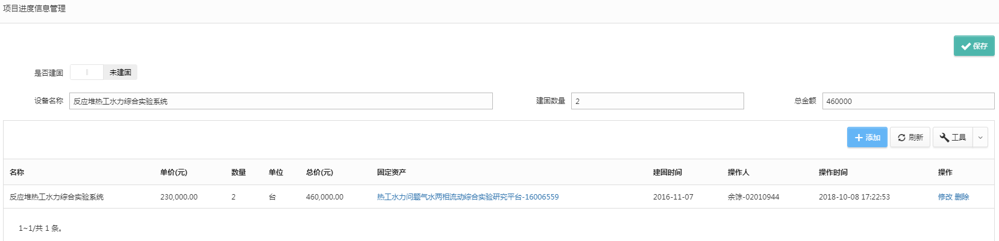 项目进度信息管理
保存
是否建固 未建固
设备名称 反应堆热工水力综合实验系统 建固数量 2 总金额 460000
添加 刷新 工具
名称 单价(元) 数量 单位 总价(元) 固定资产 建固时间 操作人 操作时间 操作
反应堆热工水力综合实验系统 230,000.00 2 台 460,000.00 热工水力问题气水两相流动综合实验研究平台-16006559 2016-11-07 余馀-02010944 2018-10-08 17:22:53 修改 删除
1~1/共 1 条。